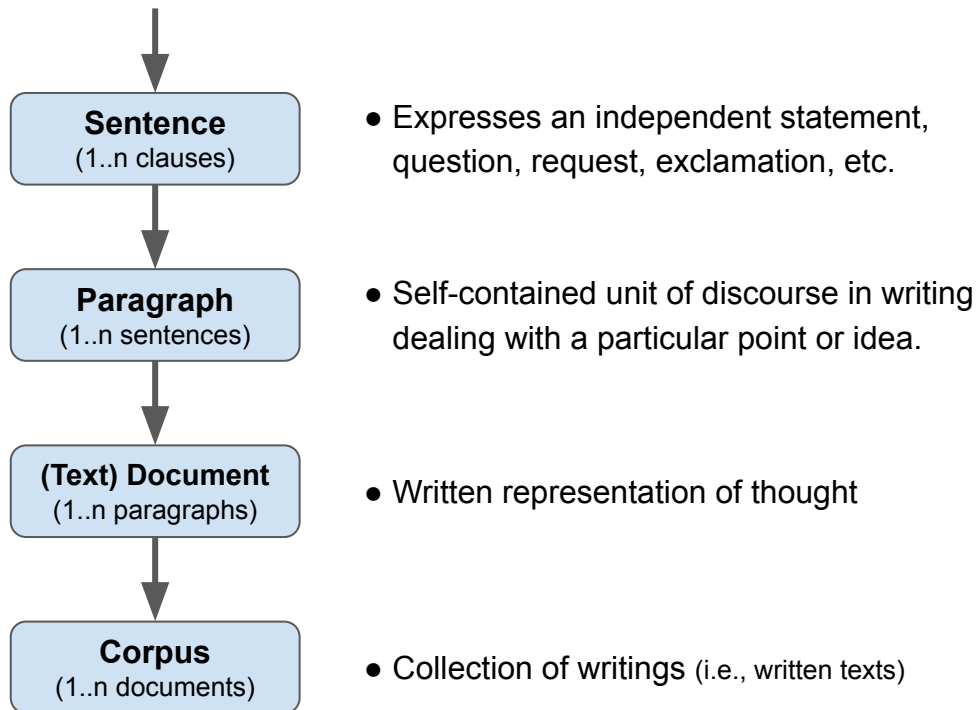 Sentence
(1..n clauses)
● Expresses an independent statement,
question, request, exclamation, etc.
Paragraph
(1..n sentences)
● Self-contained unit of discourse in writing
dealing with a particular point or idea.
(Text) Document
(1..n paragraphs)
● Written representation of thought
Corpus
(1..n documents)
● Collection of writings (i.e., written texts)